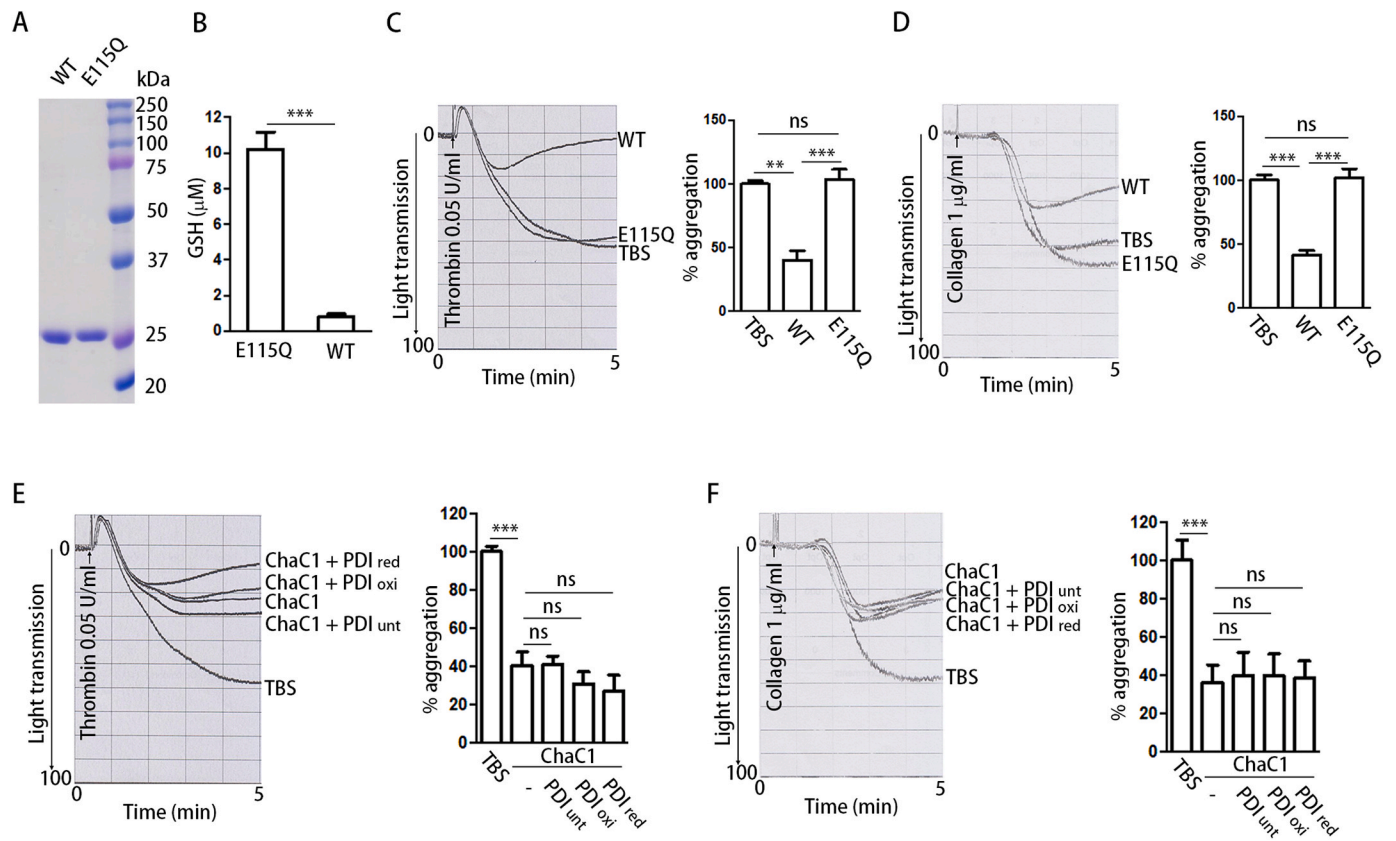 A
WT
E115Q
kDa
250
150
100
75
50
37
25
20
B
***
GSH (μM)
12
10
8
6
4
2
0
E115Q
WT
C
Light transmission
0
100
Thrombin 0.05 U/ml
WT
E115Q
TBS
0
5
Time (min)
% aggregation
150
100
50
0
ns
**
***
TBS
WT
E115Q
D
Light transmission
0
100
Collagen 1 μg/ml
WT
TBS
E115Q
0
5
Time (min)
% aggregation
150
100
50
0
ns
***
***
TBS
WT
E115Q
E
Light transmission
0
100
Thrombin 0.05 U/ml
ChaC1 + PDI red
ChaC1 + PDI oxi
ChaC1
ChaC1 + PDI unt
TBS
0
5
Time (min)
% aggregation
120
100
80
60
40
20
0
***
ns
ns
ns
TBS
ChaC1
-
PDI unt
PDI oxi
PDI red
F
Light transmission
0
100
Collagen 1 μg/ml
ChaC1
ChaC1 + PDI unt
ChaC1 + PDI oxi
ChaC1 + PDI red
TBS
0
5
Time (min)
% aggregation
120
100
80
60
40
20
0
***
ns
ns
ns
TBS
ChaC1
-
PDI unt
PDI oxi
PDI red